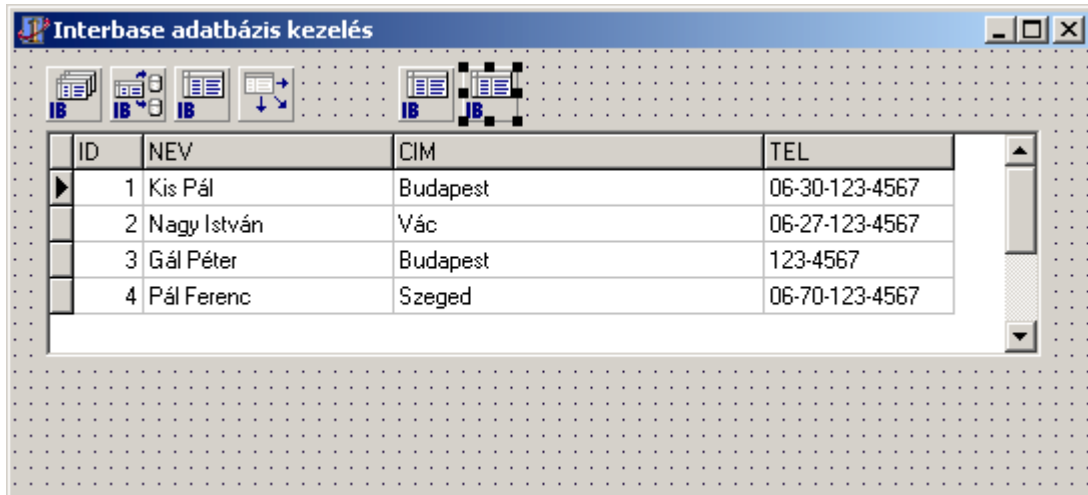 Interbase adatbázis kezelés
IB IB IB IB IB
ID NEV CIM TEL
1 Kis Pál Budapest 06-30-123-4567
2 Nagy István Vác 06-27-123-4567
3 Gál Péter Budapest 123-4567
4 Pál Ferenc Szeged 06-70-123-4567